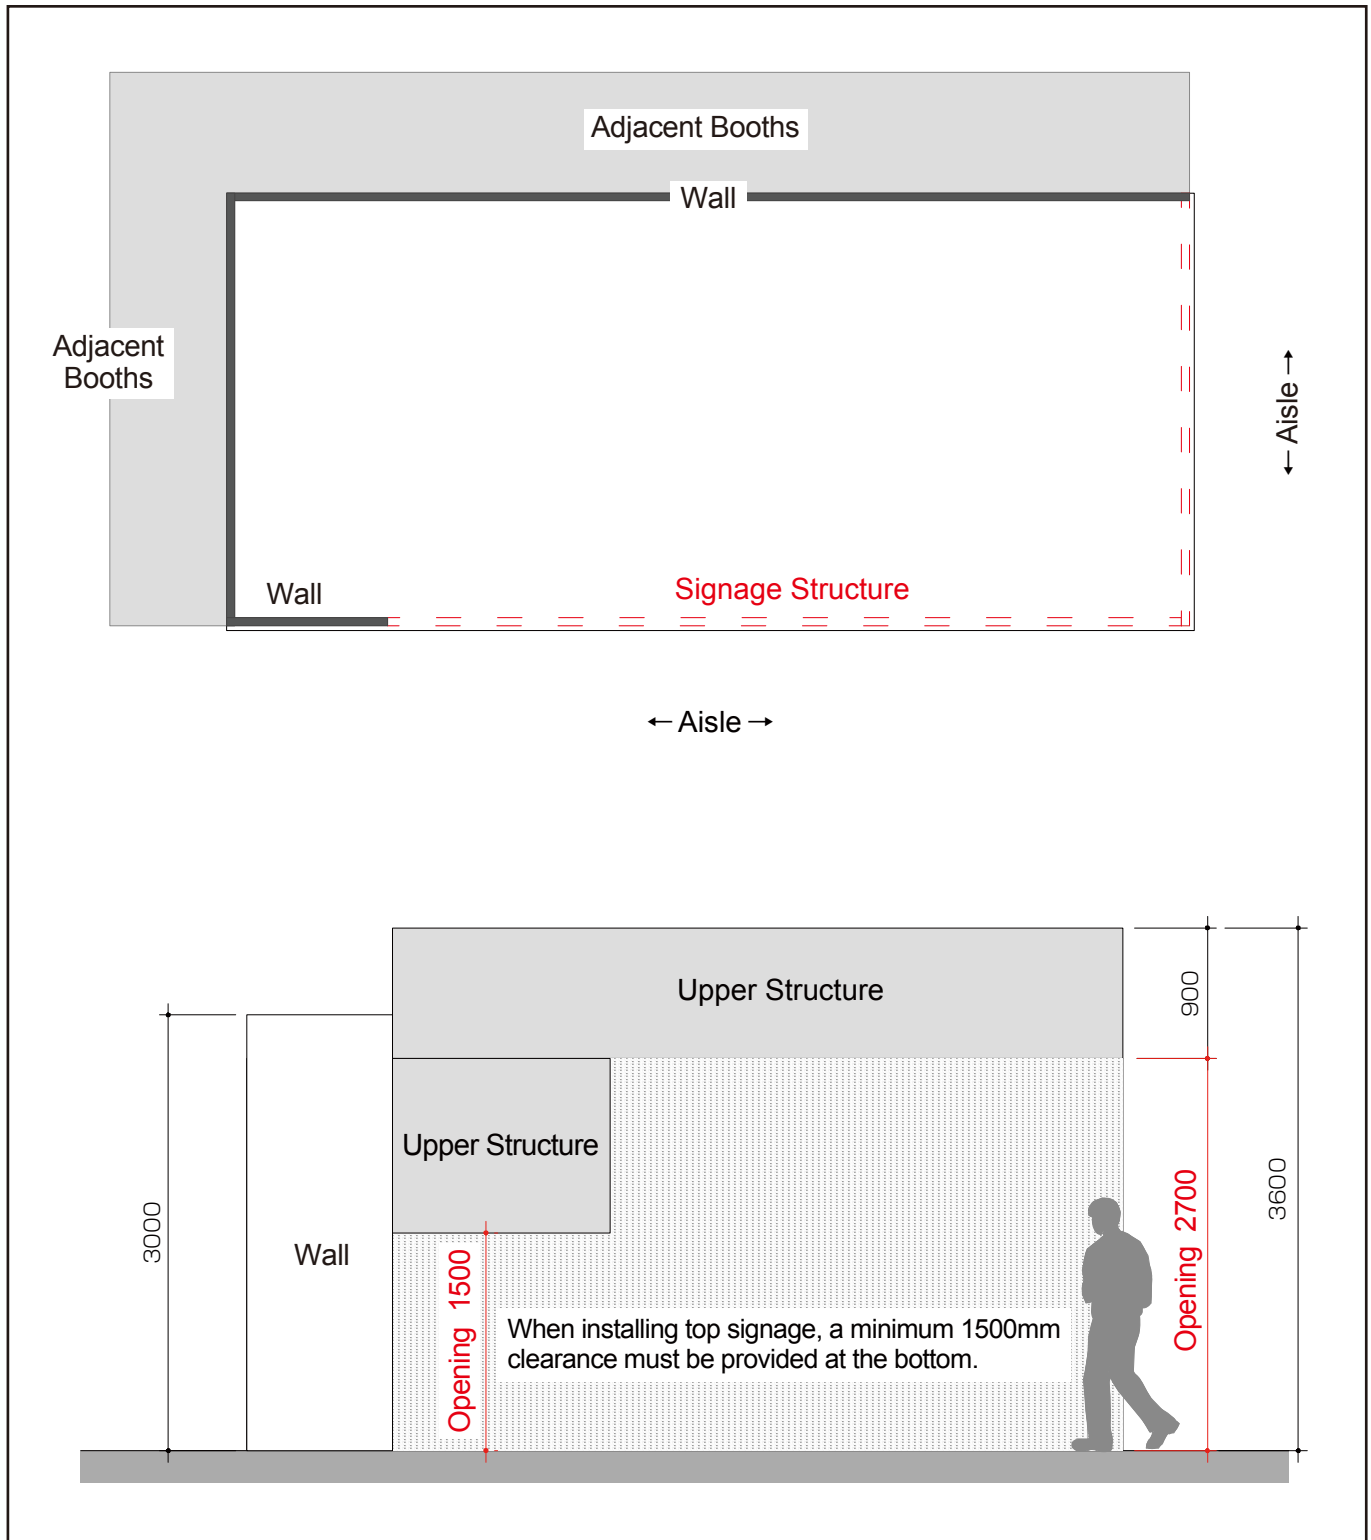 Adjacent Booths
Wall
Adjacent
Booths
← Aisle →
Wall
Signage Structure
← Aisle →
Upper Structure
900
Upper Structure
3000
Wall
Opening 1500
When installing top signage, a minimum 1500mm
clearance must be provided at the bottom.
Opening 2700
3600